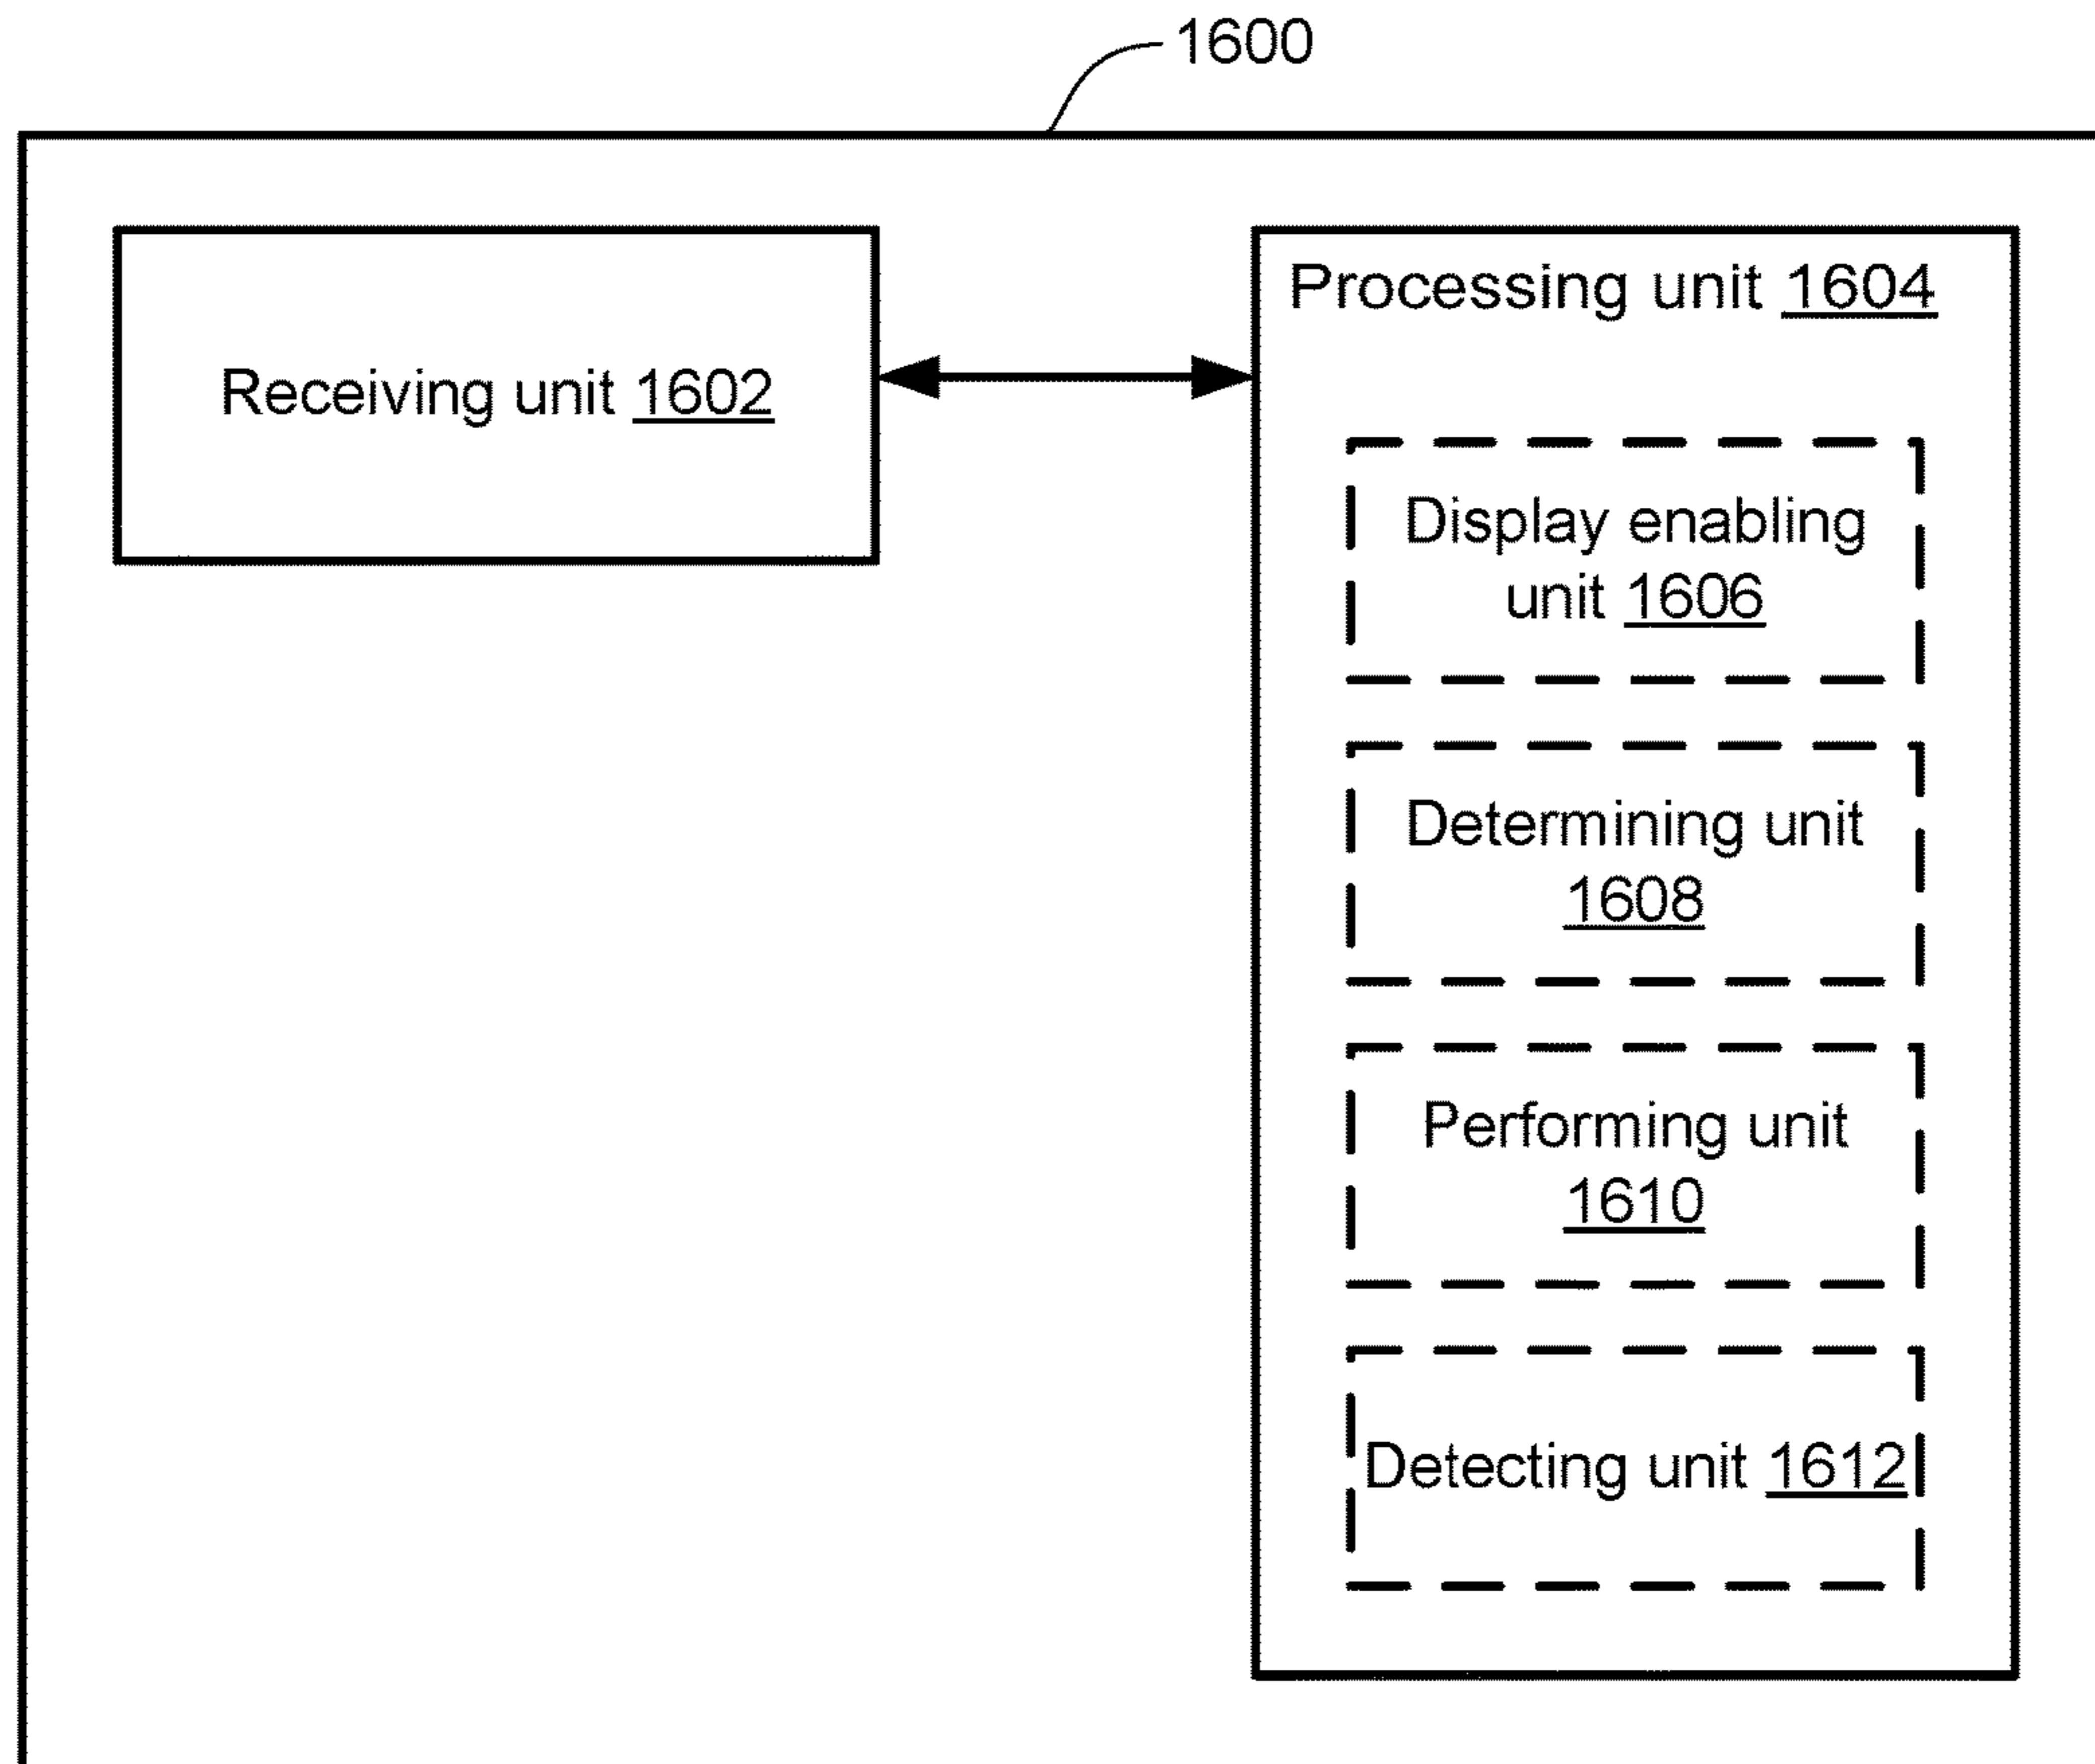 1600
Receiving unit 1602
Processing unit 1604
Display enabling
unit 1606
Determining unit
1608
Performing unit
1610
Detecting unit 1612